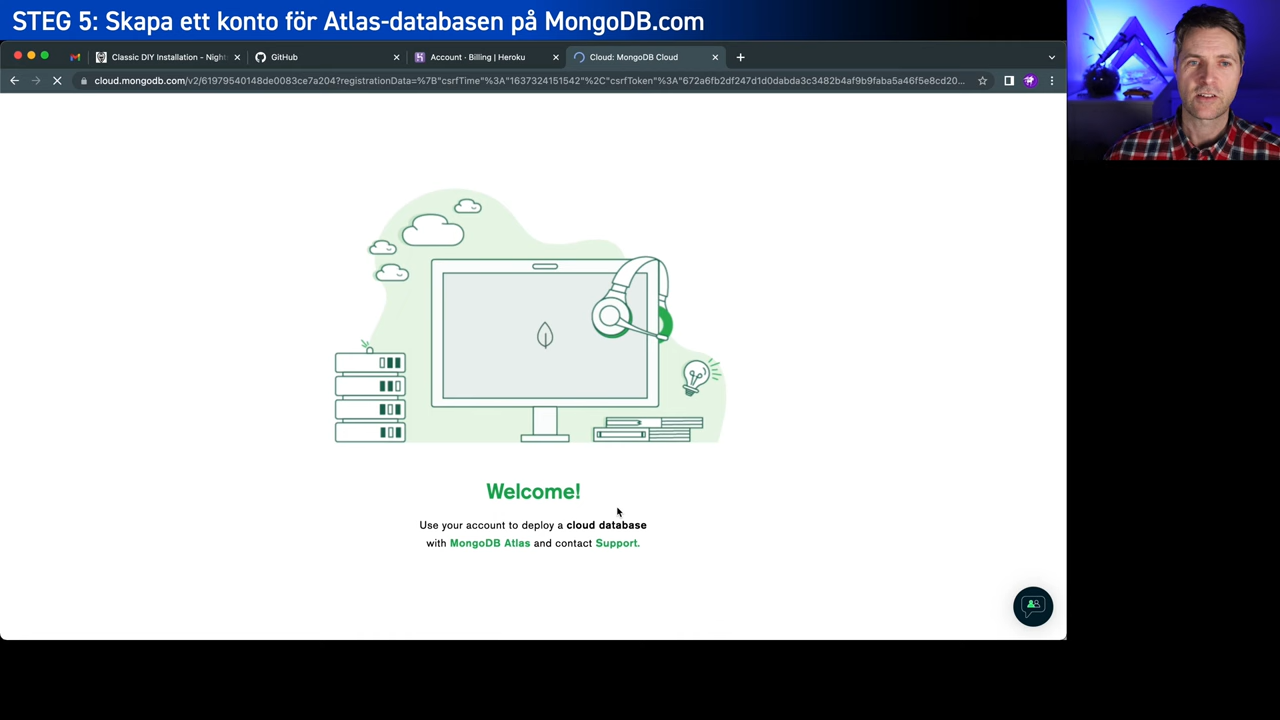 STEG 5: Skapa ett konto för Atlas-databasen på MongoDB.com
Classic DIY Installation - Nigh
GitHub
Account · Billing | Heroku
Cloud: MongoDB Cloud
cloud.mongodb.com/v2/61979540148de0083ce7a204?registrationData=%7B"csrfTime"%3A"1637324151542"%2C"csrfToken"%3A"672a6fb2df247d1d0dabda3c3482b4af9b9faba5a46f5e8cd20...
Welcome!
Use your account to deploy a cloud database
with MongoDB Atlas and contact Support.